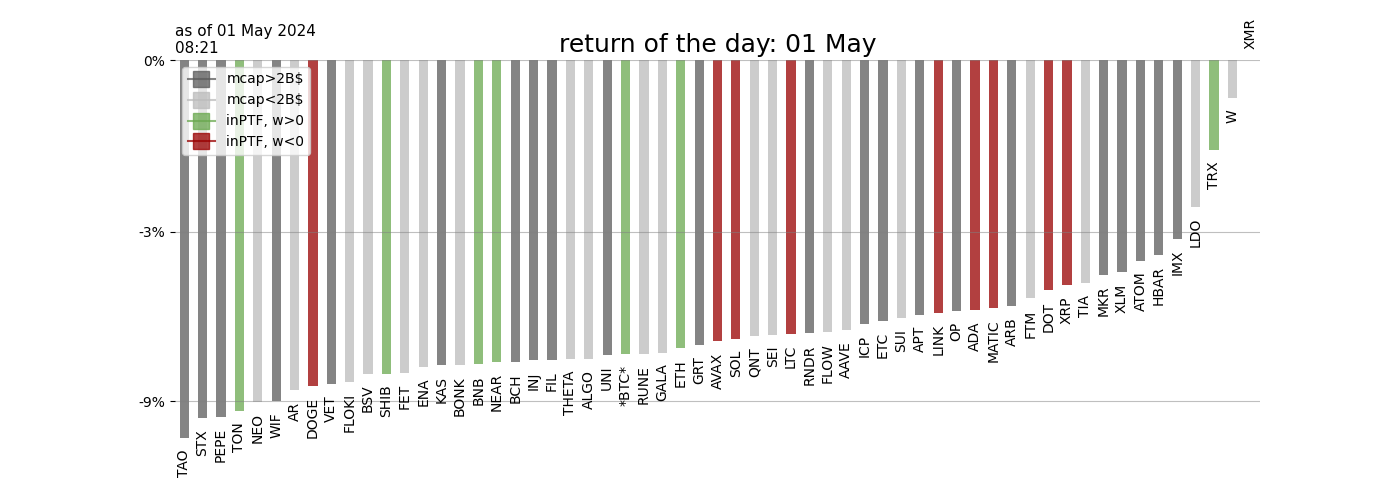 as of 01 May 2024
08:21
return of the day: 01 May
XMR
0%
mcap>2B$
mcap<2B$
inPTF, w>0
inPTF, w<0
-3%
-9%
TAO
STX
PEPE
TON
NEO
WIF
AR
DOGE
VET
FLOKI
BSV
SHIB
FET
ENA
KAS
BONK
BNB
NEAR
BCH
INJ
FIL
THETA
ALGO
UNI
*BTC*
RUNE
GALA
ETH
GRT
AVAX
SOL
QNT
SEI
LTC
RNDR
FLOW
AAVE
ICP
ETC
SUI
APT
LINK
OP
ADA
MATIC
ARB
FTM
DOT
XRP
TIA
MKR
XLM
ATOM
HBAR
IMX
LDO
TRX
W